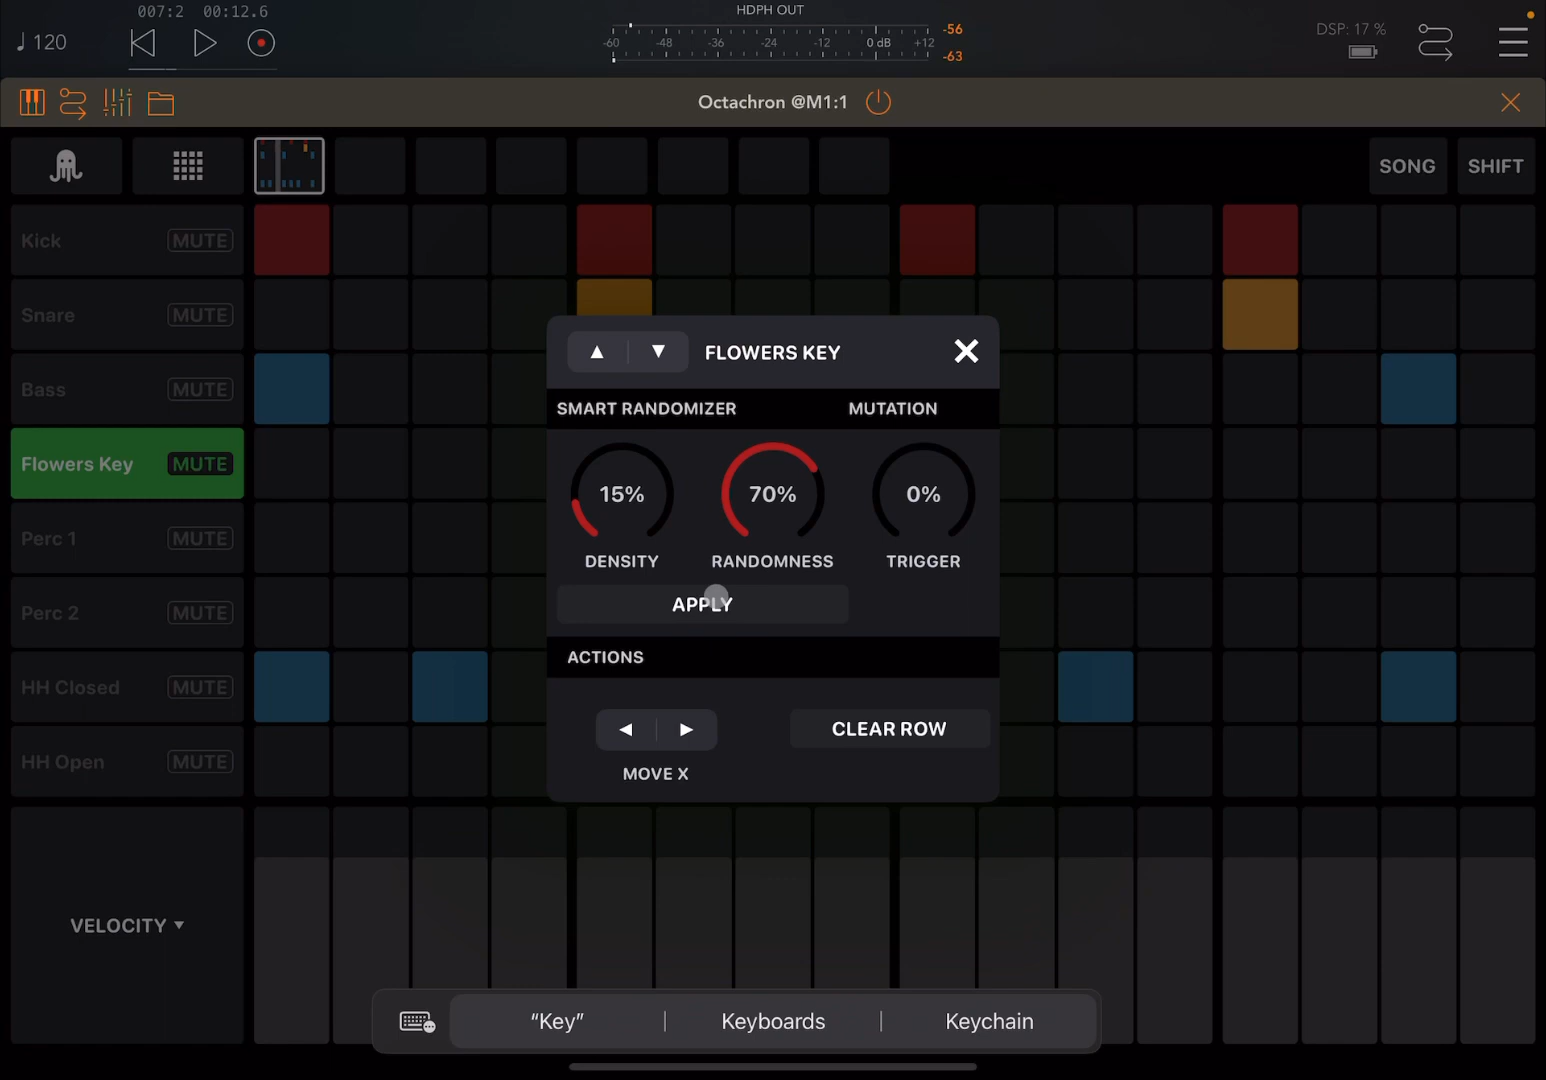 007:2 00:12.6
♩ 120
HDPH OUT
-60 -48 -36 -24 -12 0 dB +12
-56
-63
DSP: 17 %
Octachron @M1:1
SONG SHIFT
Kick MUTE
Snare MUTE
Bass MUTE
Flowers Key MUTE
Perc 1 MUTE
Perc 2 MUTE
HH Closed MUTE
HH Open MUTE
FLOWERS KEY
SMART RANDOMIZER MUTATION
15% 70% 0%
DENSITY RANDOMNESS TRIGGER
APPLY
ACTIONS
CLEAR ROW
MOVE X
VELOCITY
“Key” Keyboards Keychain